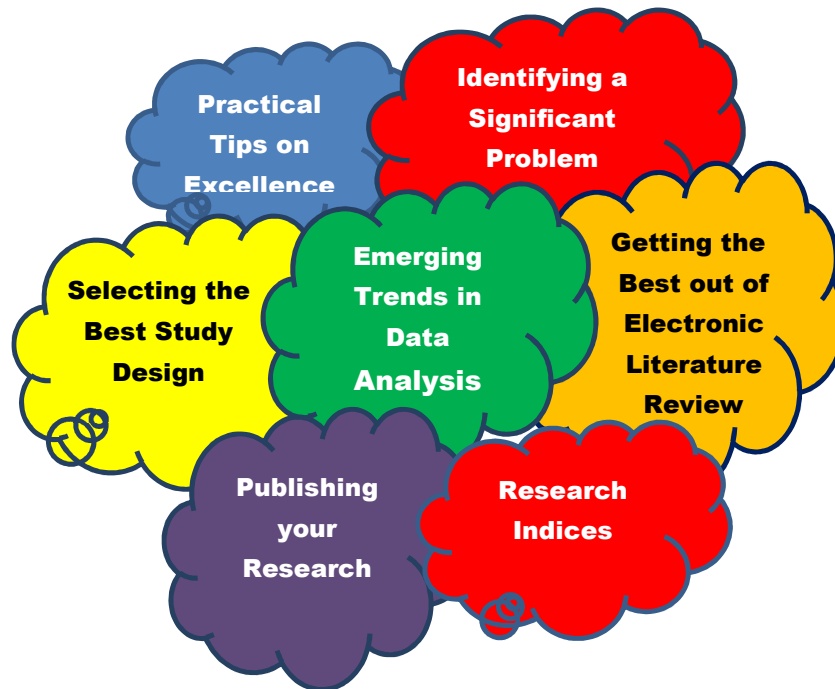 Practical
Tips on
Excellence
Identifying a
Significant
Problem
Selecting the
Best Study
Design
Emerging
Trends in
Data
Analysis
Getting the
Best out of
Electronic
Literature
Review
Publishing
your
Research
Research
Indices